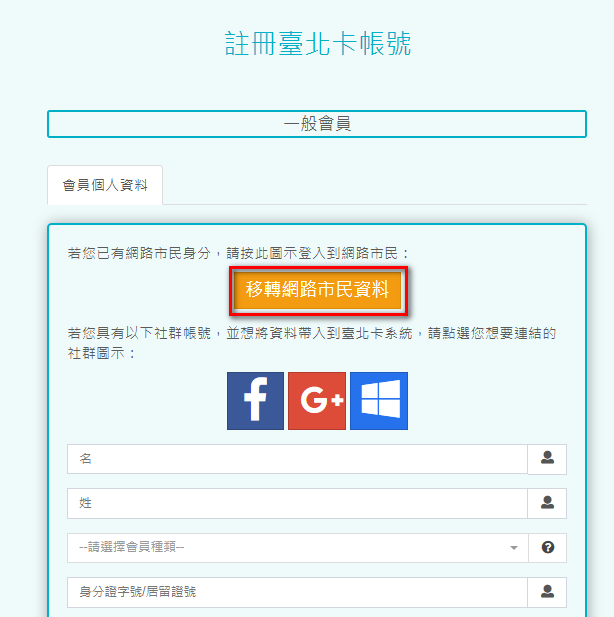 註冊臺北卡帳號
一般會員
會員個人資料
若您已有網路市民身分，請按此圖示登入到網路市民：
移轉網路市民資料
若您具有以下社群帳號，並想將資料帶入到臺北卡系統，請點選您想要連結的
社群圖示：
f G+
名
姓
--請選擇會員種類--
身分證字號/居留證號